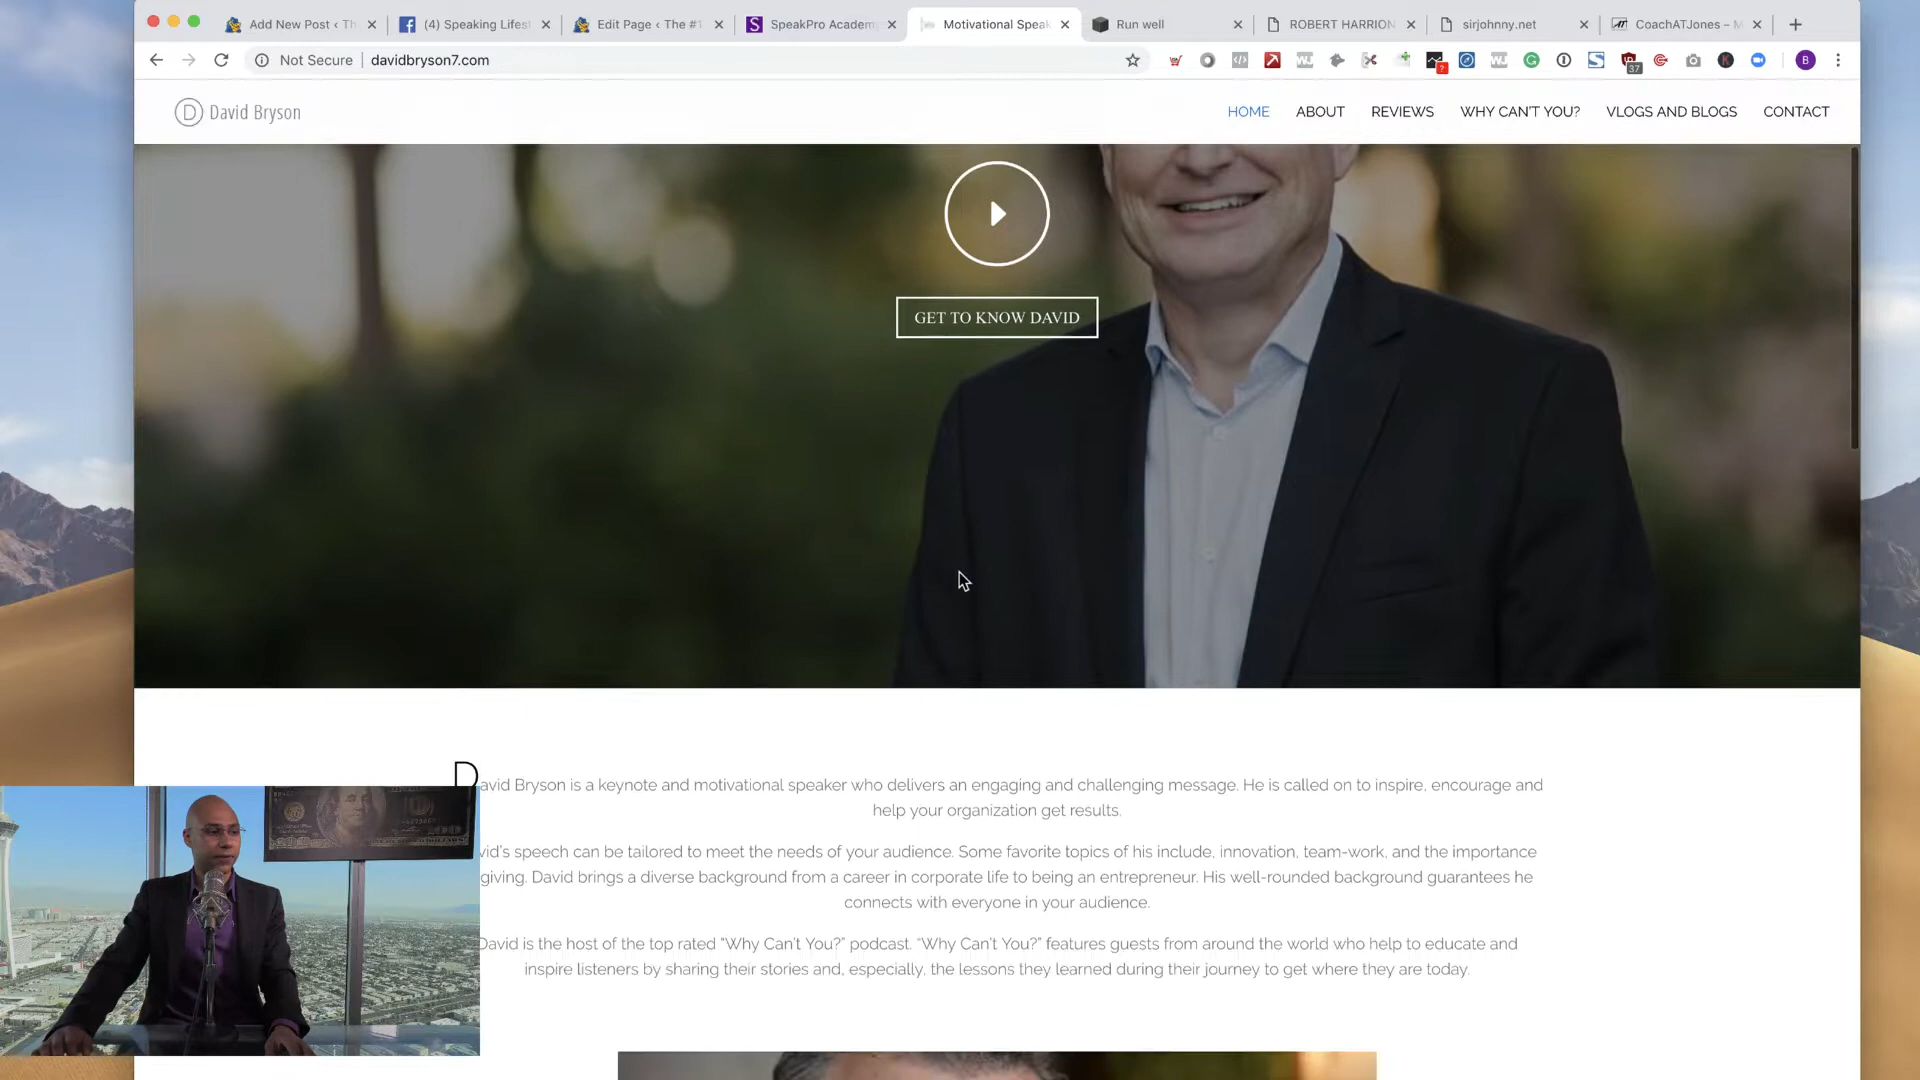 Add New Post ‹ Th
(4) Speaking Lifest
Edit Page ‹ The #1
SpeakPro Academy
Motivational Speak
Run well
ROBERT HARRION
sirjohnny.net
CoachATJones – M
Not Secure davidbryson7.com
37
B
D David Bryson
HOME ABOUT REVIEWS WHY CAN'T YOU? VLOGS AND BLOGS CONTACT
GET TO KNOW DAVID
David Bryson is a keynote and motivational speaker who delivers an engaging and challenging message. He is called on to inspire, encourage and
help your organization get results.
vid's speech can be tailored to meet the needs of your audience. Some favorite topics of his include, innovation, team-work, and the importance
giving. David brings a diverse background from a career in corporate life to being an entrepreneur. His well-rounded background guarantees he
connects with everyone in your audience.
David is the host of the top rated "Why Can't You?" podcast. "Why Can't You?" features guests from around the world who help to educate and
inspire listeners by sharing their stories and, especially, the lessons they learned during their journey to get where they are today.